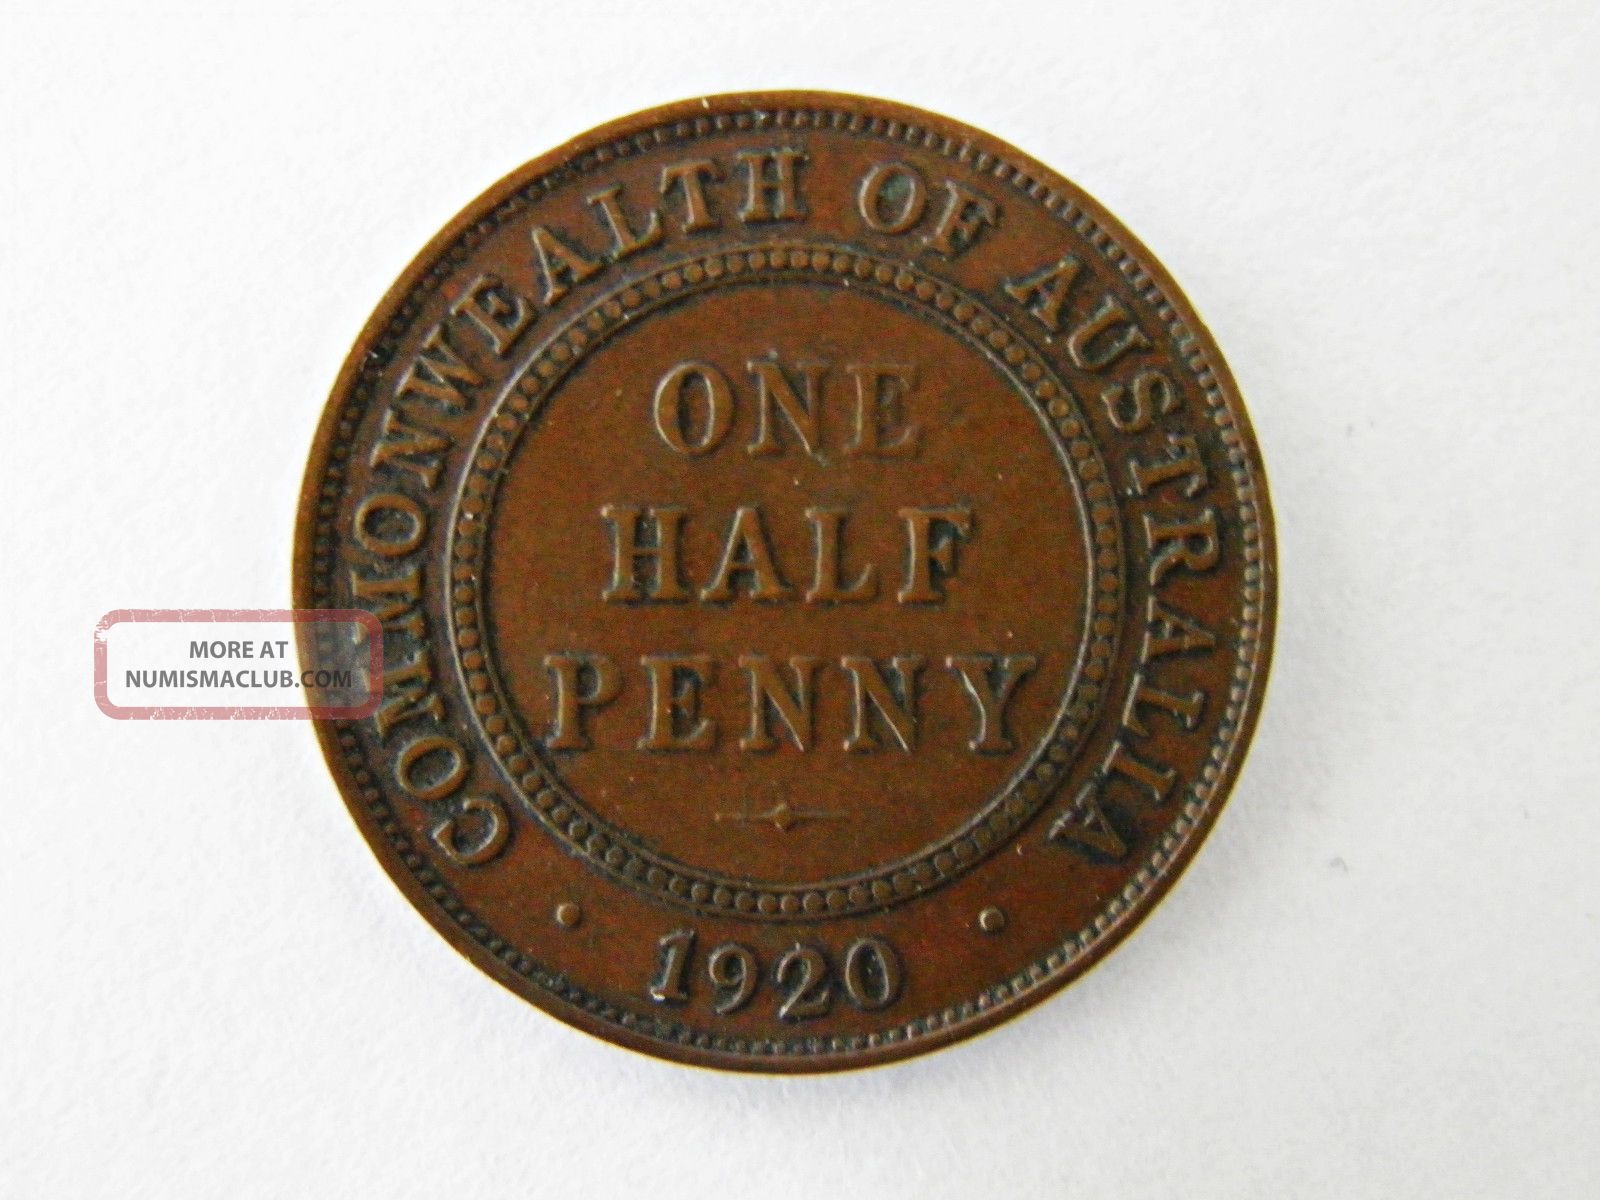 COMMONWEALTH OF AUSTRALIA
ONE
HALF
PENNY
· 1920 ·
MORE AT
NUMISMACLUB.COM